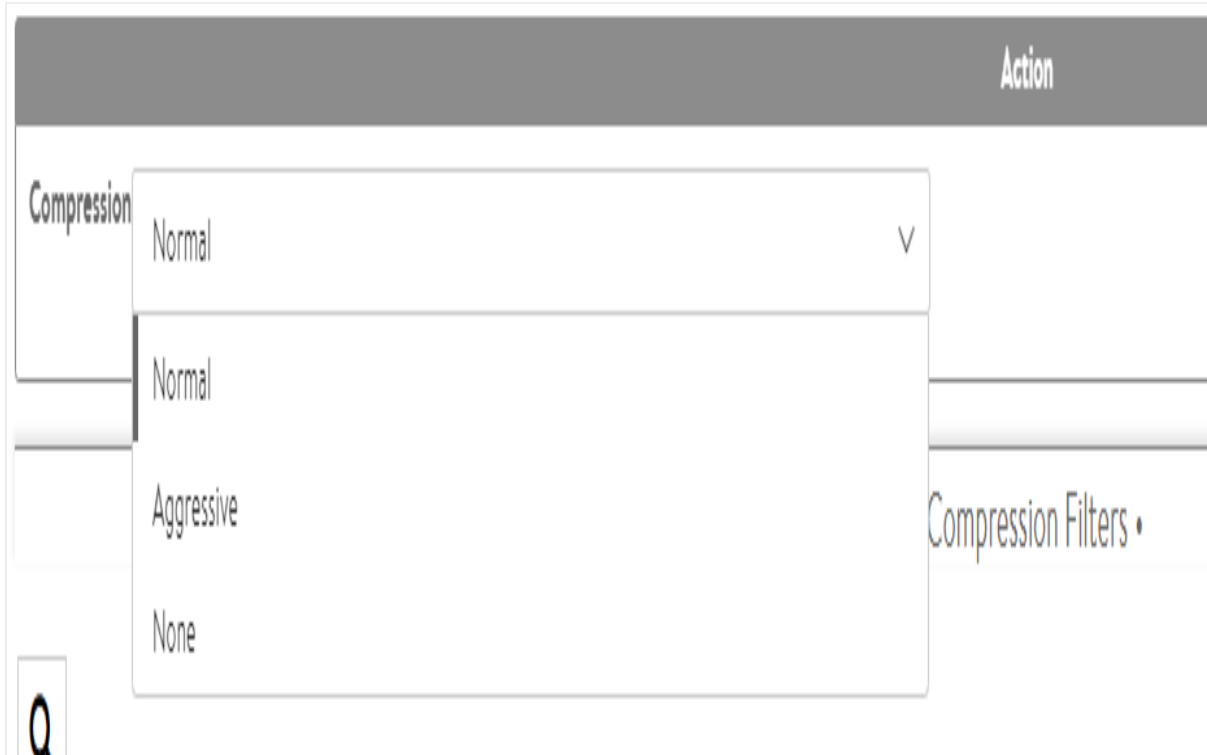 Action
Compression
Normal
Normal
Aggressive
Compression Filters •
None